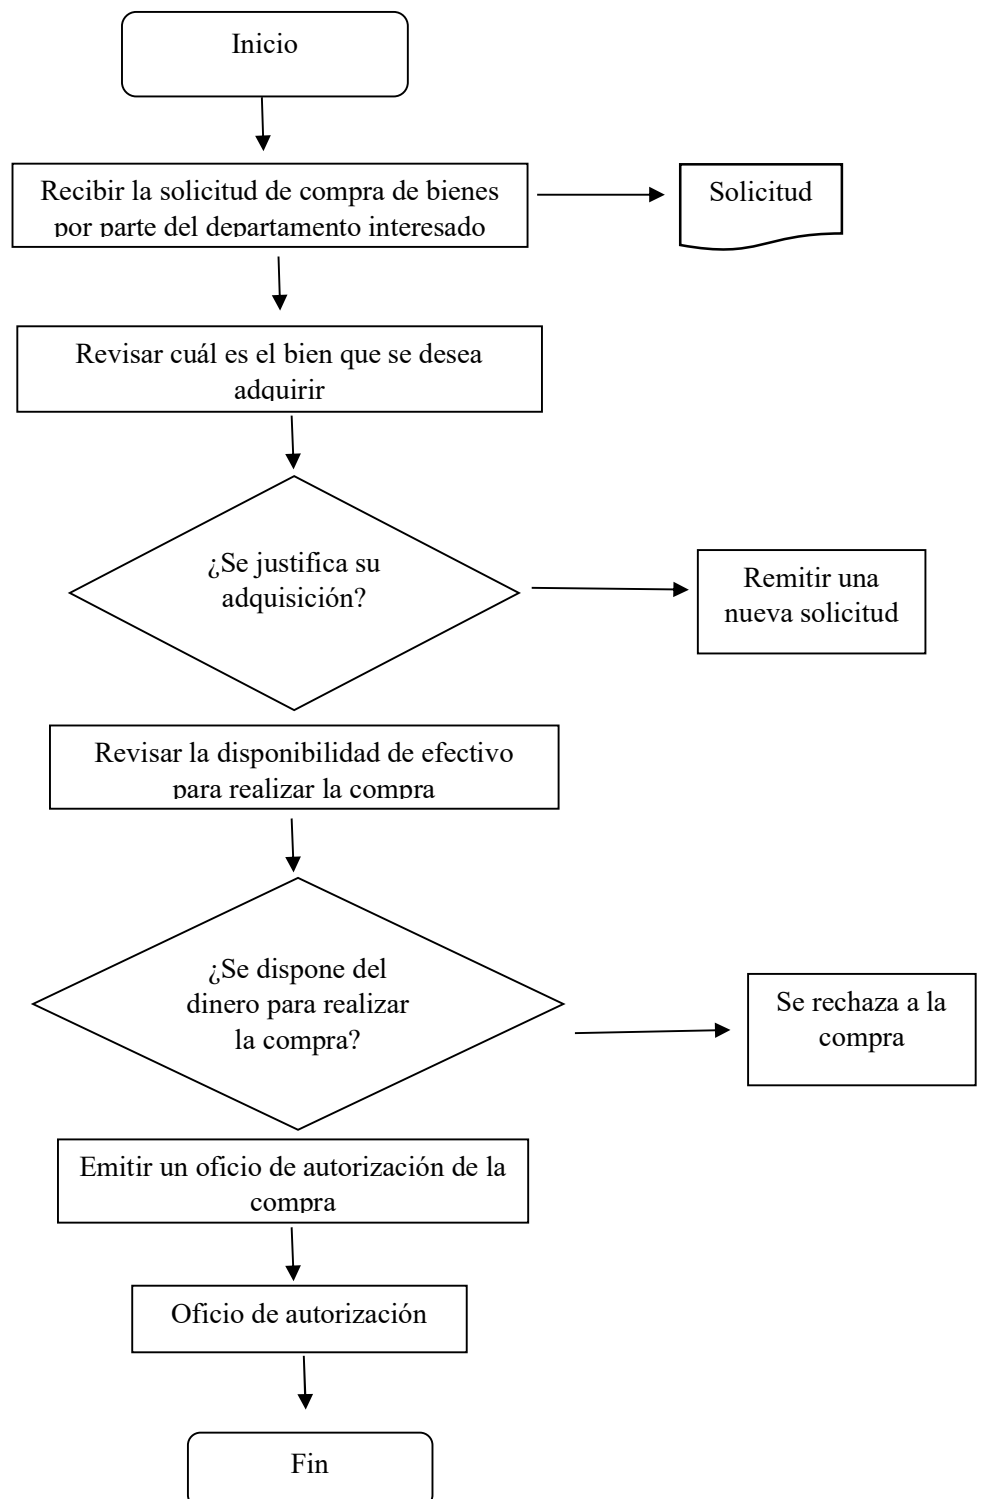 Inicio
Recibir la solicitud de compra de bienes
por parte del departamento interesado
Solicitud
Revisar cuál es el bien que se desea
adquirir
¿Se justifica su
adquisición?
Remitir una
nueva solicitud
Revisar la disponibilidad de efectivo
para realizar la compra
¿Se dispone del
dinero para realizar
la compra?
Se rechaza a la
compra
Emitir un oficio de autorización de la
compra
Oficio de autorización
Fin